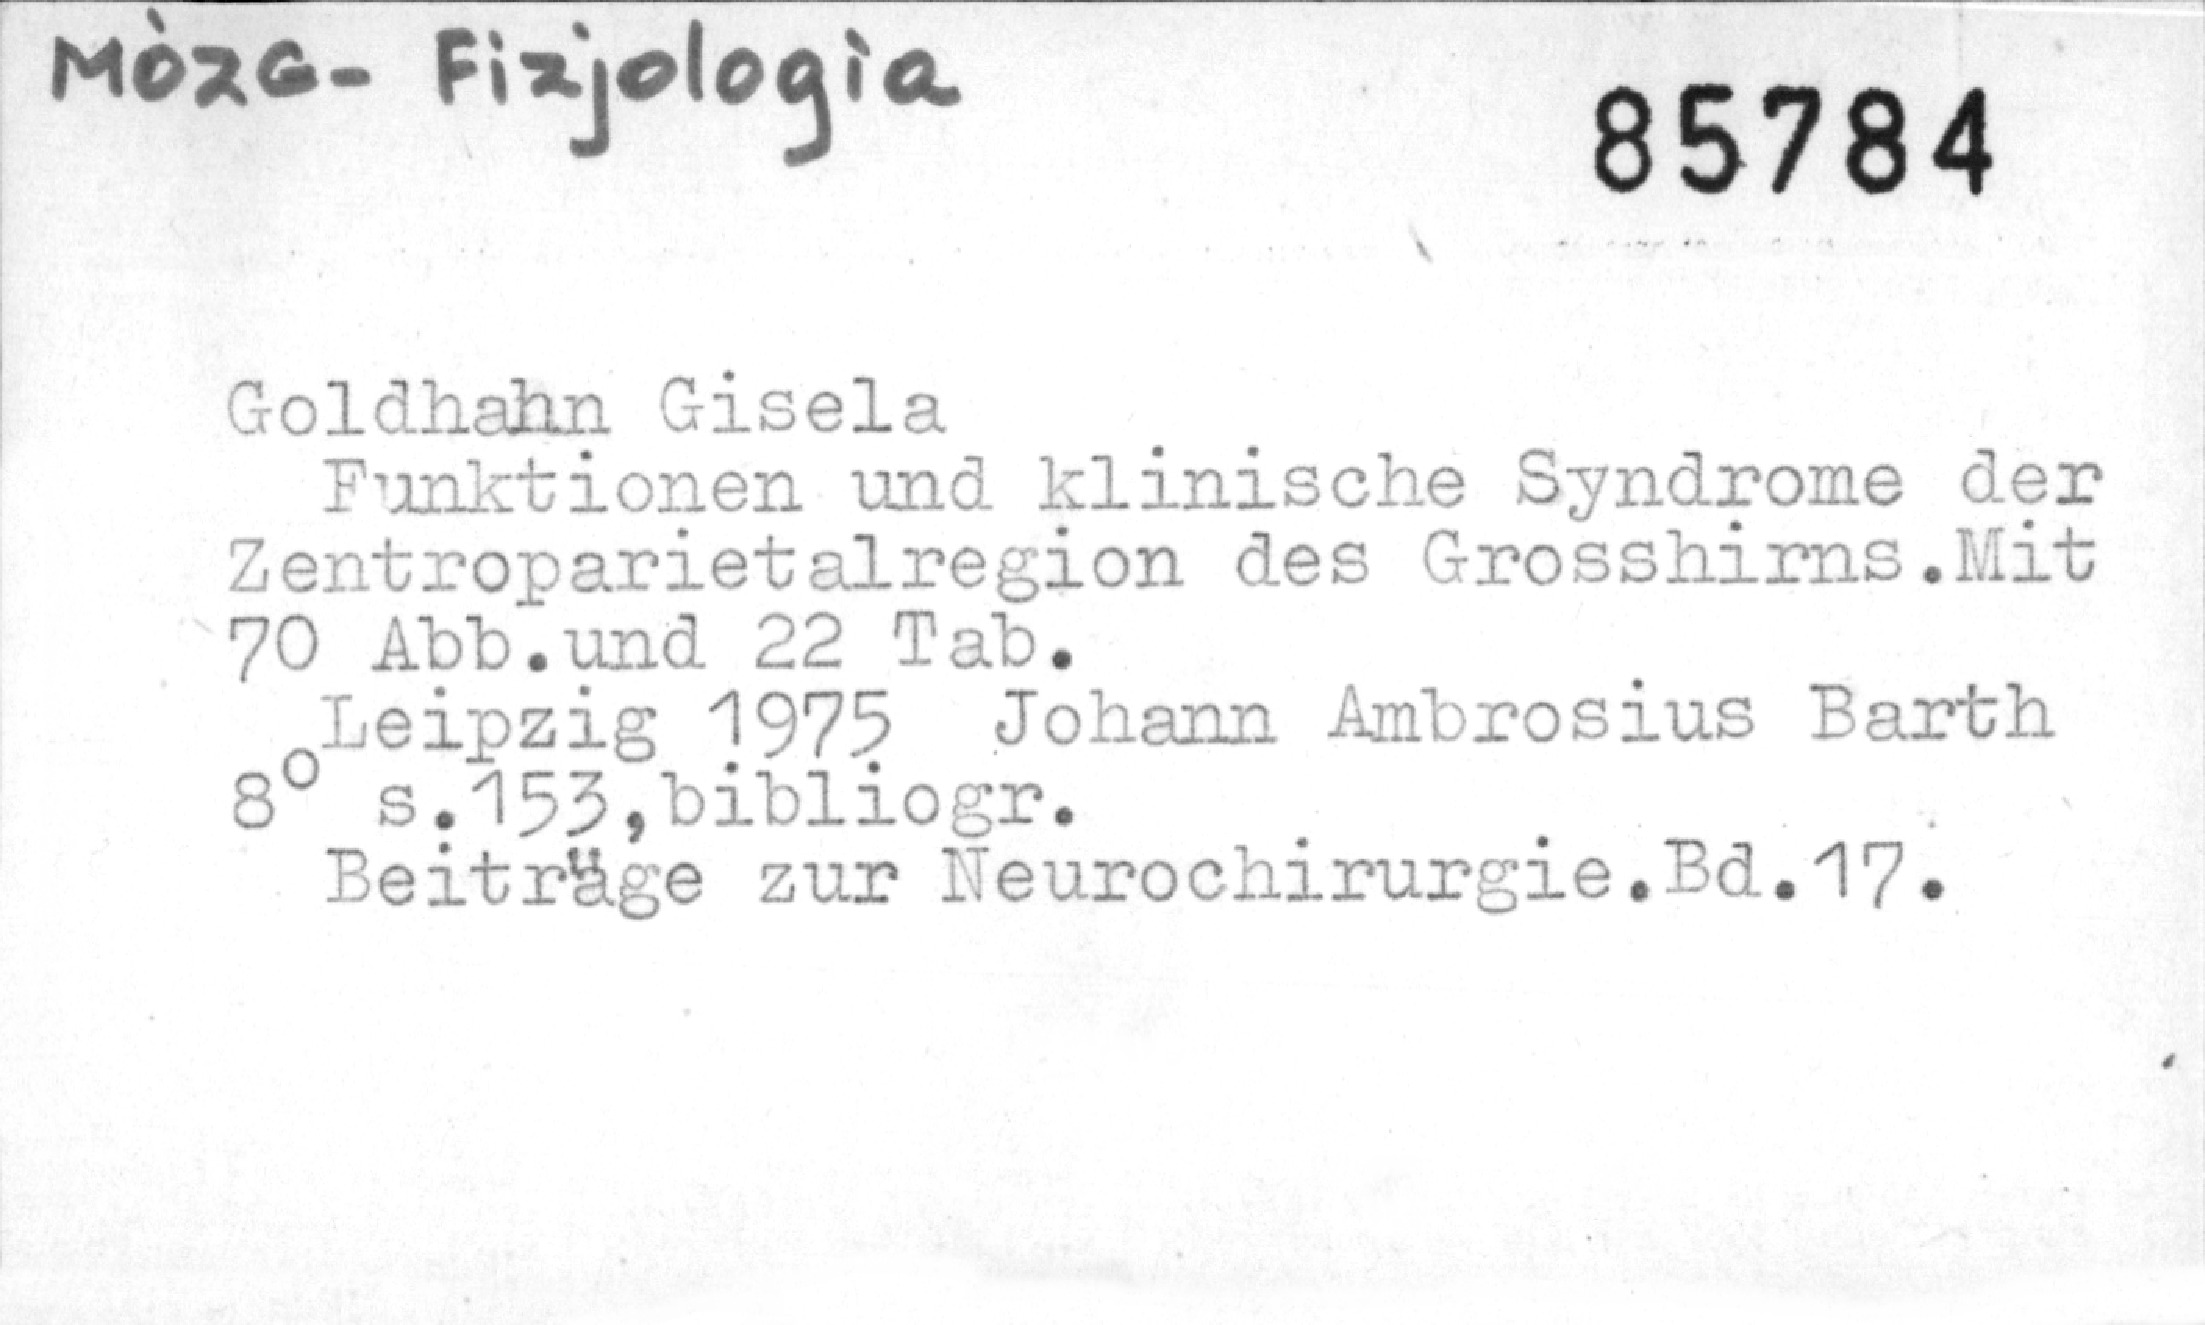 Mòzg - Fizjologia
85784
Goldhahn Gisela
Funktionen und klinische Syndrome der
Zentroparietalregion des Grosshirns.Mit
70 Abb.und 22 Tab.
Leipzig 1975 Johann Ambrosius Barth
8° s.153,bibliogr.
Beiträge zur Neurochirurgie.Bd.17.